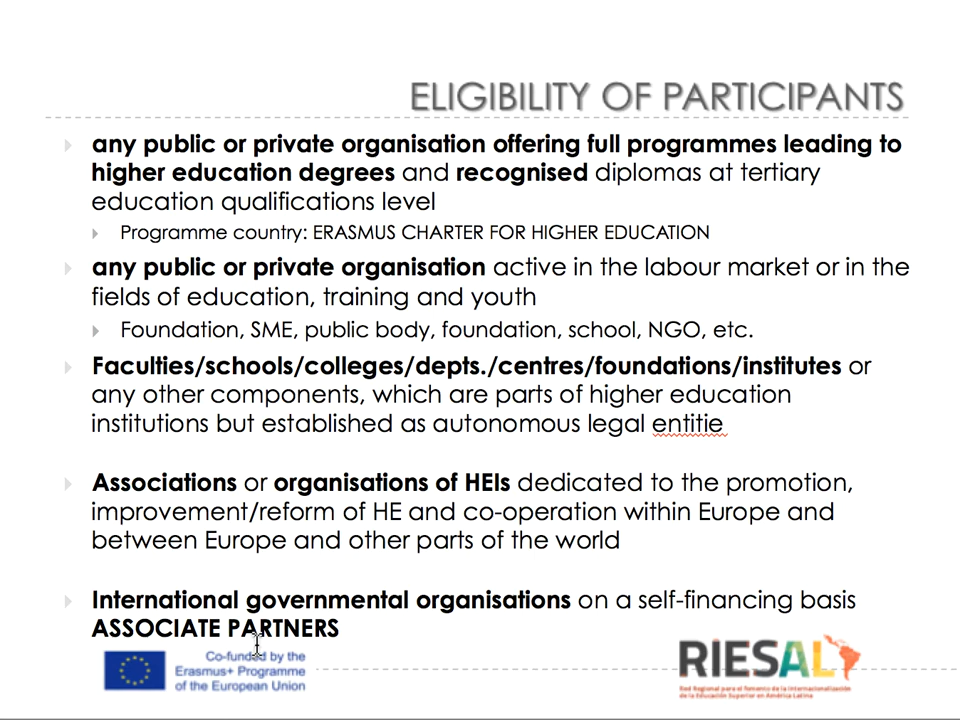 ELIGIBILITY OF PARTICIPANTS
any public or private organisation offering full programmes leading to
higher education degrees and recognised diplomas at tertiary
education qualifications level
Programme country: ERASMUS CHARTER FOR HIGHER EDUCATION
any public or private organisation active in the labour market or in the
fields of education, training and youth
Foundation, SME, public body, foundation, school, NGO, etc.
Faculties/schools/colleges/depts./centres/foundations/institutes or
any other components, which are parts of higher education
institutions but established as autonomous legal entitie
Associations or organisations of HEIs dedicated to the promotion,
improvement/reform of HE and co-operation within Europe and
between Europe and other parts of the world
International governmental organisations on a self-financing basis
ASSOCIATE PARTNERS
Co-funded by the
Erasmus+ Programme
of the European Union
RIESAL
Red Regional para el fomento de la Internacionalización
de la Educación Superior en América Latina